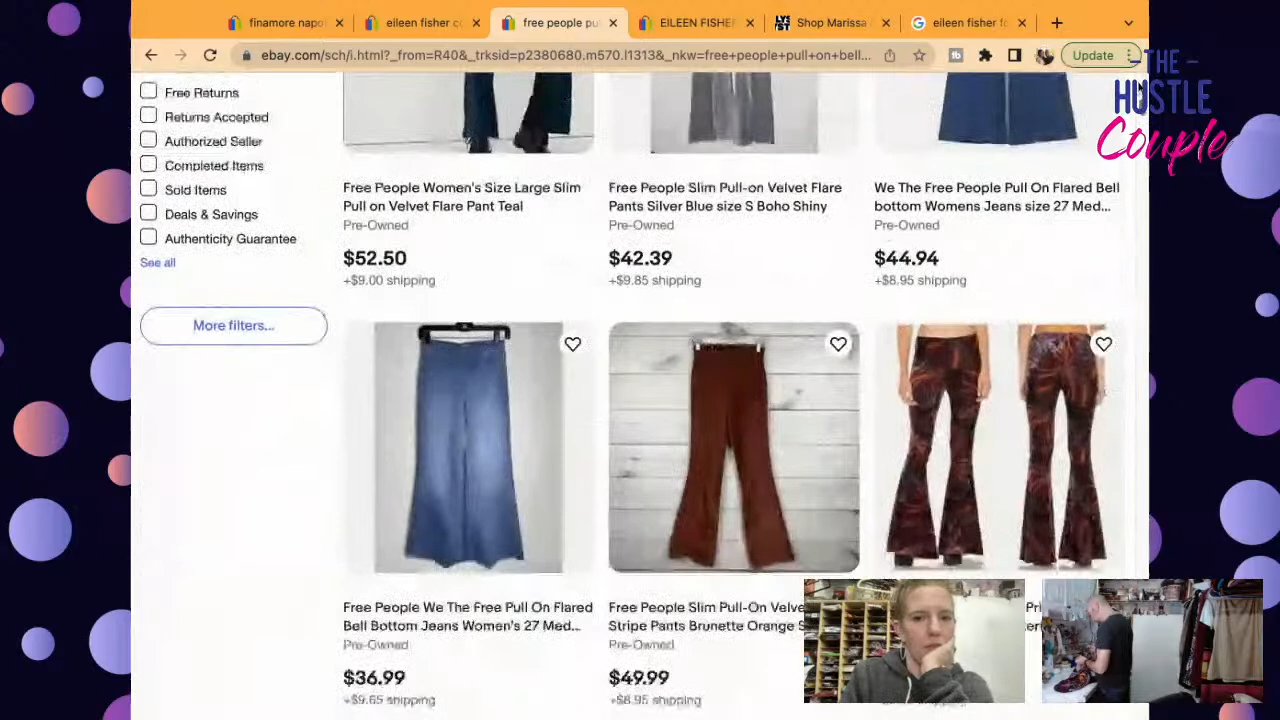 finamore napo
eileen fisher co
free people pu
EILEEN FISHER
LYST
Shop Marissa
eileen fisher fo
ebay.com/sch/i.html?_from=R40&_trksid=p2380680.m570.l1313&_nkw=free+people+pull+on+bell...
Update
-THE-
HUSTLE
Couple
Free Returns
Returns Accepted
Authorized Seller
Completed Items
Sold Items
Deals & Savings
Authenticity Guarantee
See all
More filters...
Free People Women's Size Large Slim
Pull on Velvet Flare Pant Teal
Pre-Owned
$52.50
+$9.00 shipping
Free People Slim Pull-on Velvet Flare
Pants Silver Blue size S Boho Shiny
Pre-Owned
$42.39
+$9.85 shipping
We The Free People Pull On Flared Bell
bottom Womens Jeans size 27 Med...
Pre-Owned
$44.94
+$8.95 shipping
Free People We The Free Pull On Flared
Bell Bottom Jeans Women's 27 Med...
Pre-Owned
$36.99
+$9.65 shipping
Free People Slim Pull-On Velve
Stripe Pants Brunette Orange S
Pre-Owned
$49.99
+$8.95 shipping